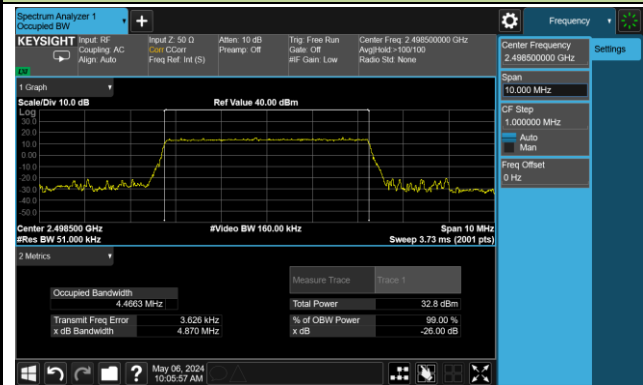 Spectrum Analyzer 1
Occupied BW
Frequency
KEYSIGHT
Input: RF
Coupling: AC
Align: Auto
Input Z: 50 Ω
Corr CCorr
Freq Ref: Int (S)
Atten: 10 dB
Preamp: Off
Trig: Free Run
Gate: Off
#IF Gain: Low
Center Freq: 2.498500000 GHz
Avg|Hold:>100/100
Radio Std: None
Center Frequency
2.498500000 GHz
Settings
Span
10.000 MHz
CF Step
1.000000 MHz
Auto
Man
Freq Offset
0 Hz
1 Graph
Scale/Div 10.0 dB
Ref Value 40.00 dBm
Log
30.0
20.0
10.0
0.00
-10.0
-20.0
-30.0
-40.0
-50.0
Center 2.498500 GHz
#Video BW 160.00 kHz
Span 10 MHz
#Res BW 51.000 kHz
Sweep 3.73 ms (2001 pts)
2 Metrics
Measure Trace
Trace 1
Occupied Bandwidth
4.4663 MHz
Total Power
32.8 dBm
Transmit Freq Error
3.626 kHz
% of OBW Power
99.00 %
x dB Bandwidth
4.870 MHz
x dB
-26.00 dB
?
May 06, 2024
10:05:57 AM